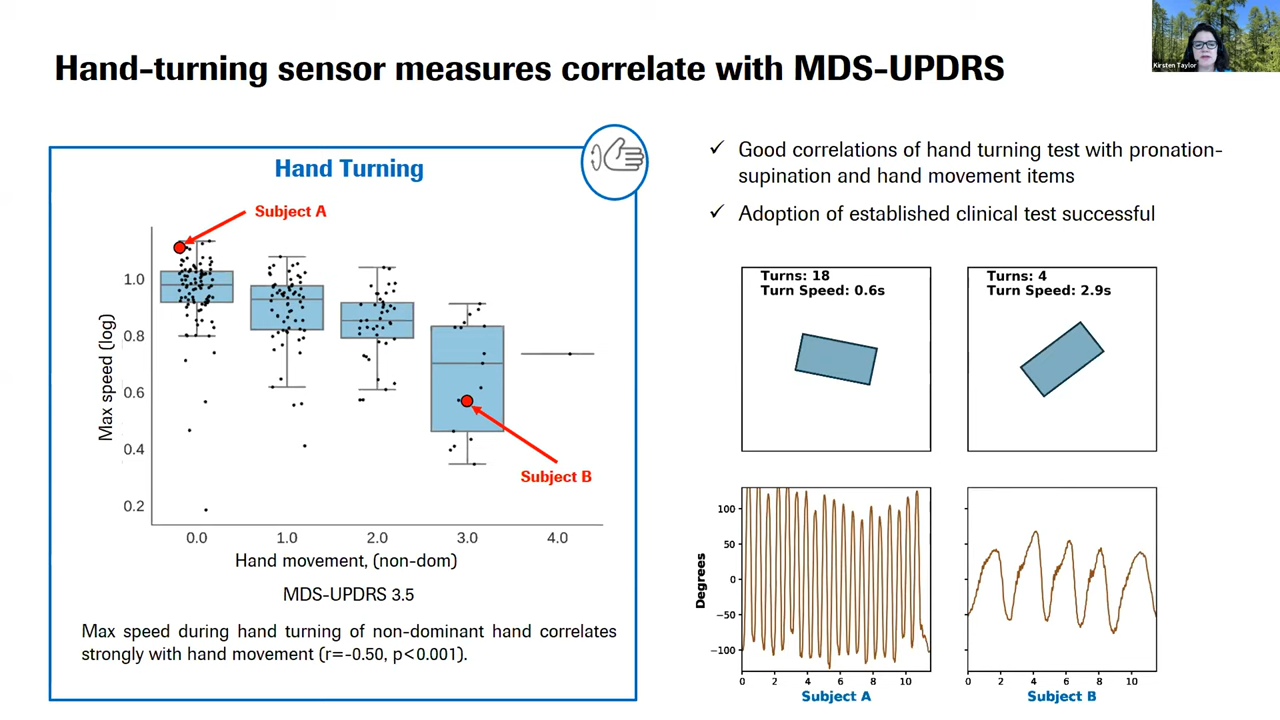 Hand-turning sensor measures correlate with MDS-UPDRS
Kirsten Taylor
Hand Turning
Subject A
Max speed (log)
1.0
0.8
0.6
0.4
0.2
Subject B
0.0 1.0 2.0 3.0 4.0
Hand movement, (non-dom)
MDS-UPDRS 3.5
Max speed during hand turning of non-dominant hand correlates
strongly with hand movement (r=-0.50, p<0.001).
✓ Good correlations of hand turning test with pronation-
supination and hand movement items
✓ Adoption of established clinical test successful
Turns: 18
Turn Speed: 0.6s
Turns: 4
Turn Speed: 2.9s
Degrees
100
50
0
−50
−100
0 2 4 6 8 10
Subject A
0 2 4 6 8 10
Subject B